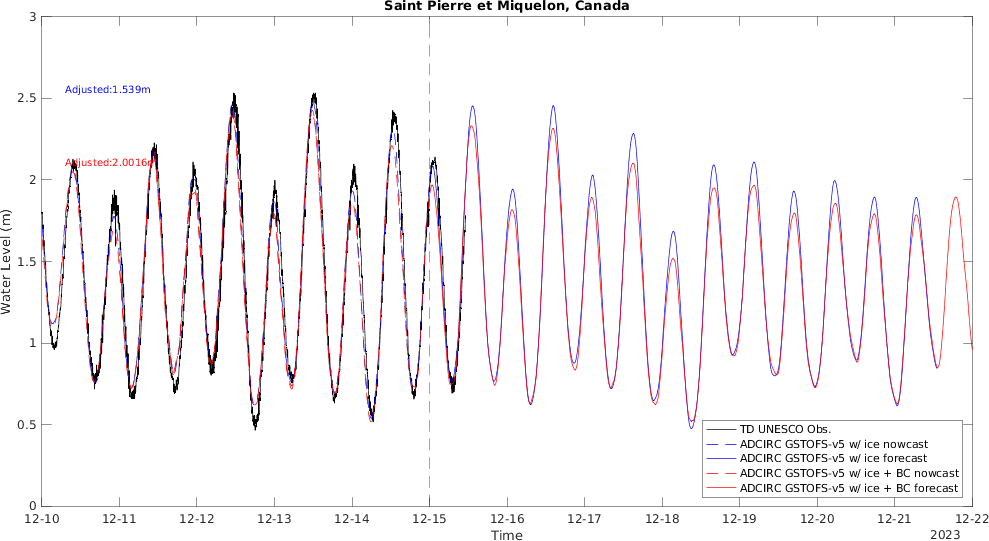 Saint Pierre et Miquelon, Canada
3
2.5
2
1.5
1
0.5
0
Water Level (m)
Adjusted:1.539m
Adjusted:2.0016m
TD UNESCO Obs.
ADCIRC GSTOFS-v5 w/ ice nowcast
ADCIRC GSTOFS-v5 w/ ice forecast
ADCIRC GSTOFS-v5 w/ ice + BC nowcast
ADCIRC GSTOFS-v5 w/ ice + BC forecast
12-10 12-11 12-12 12-13 12-14 12-15 12-16 12-17 12-18 12-19 12-20 12-21 12-22
Time
2023